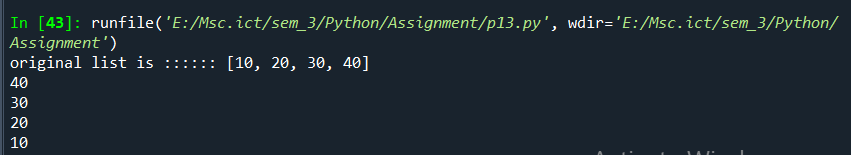 In [43]: runfile('E:/Msc.ict/sem_3/Python/Assignment/p13.py', wdir='E:/Msc.ict/sem_3/Python/
Assignment')
original list is :::::: [10, 20, 30, 40]
40
30
20
10